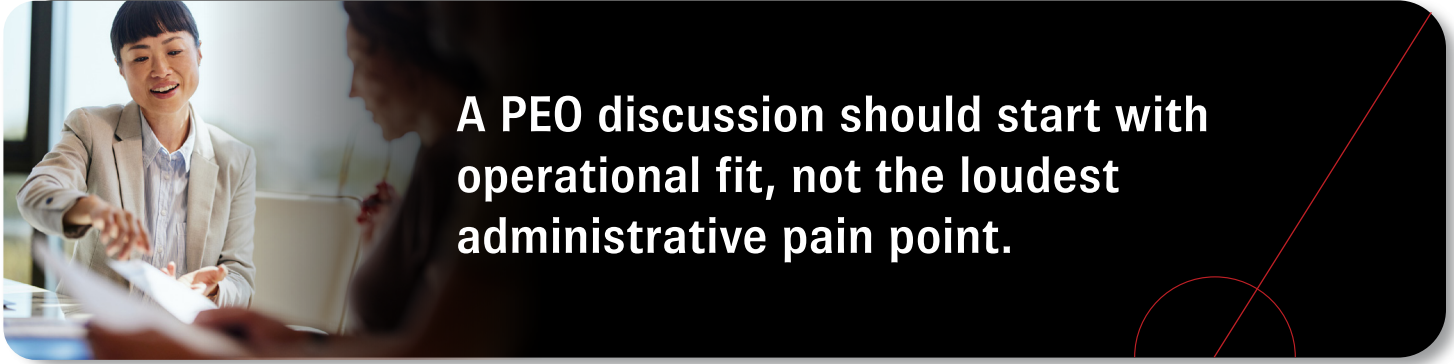 A PEO discussion should start with
operational fit, not the loudest
administrative pain point.